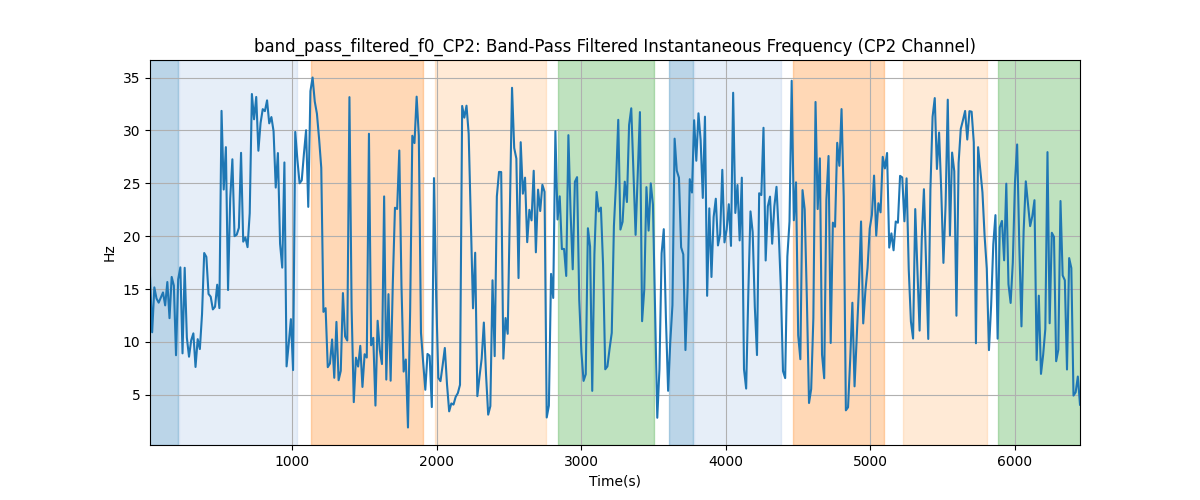 band_pass_filtered_f0_CP2: Band-Pass Filtered Instantaneous Frequency (CP2 Channel)
35
30
25
20
15
10
5
Hz
1000 2000 3000 4000 5000 6000
Time(s)